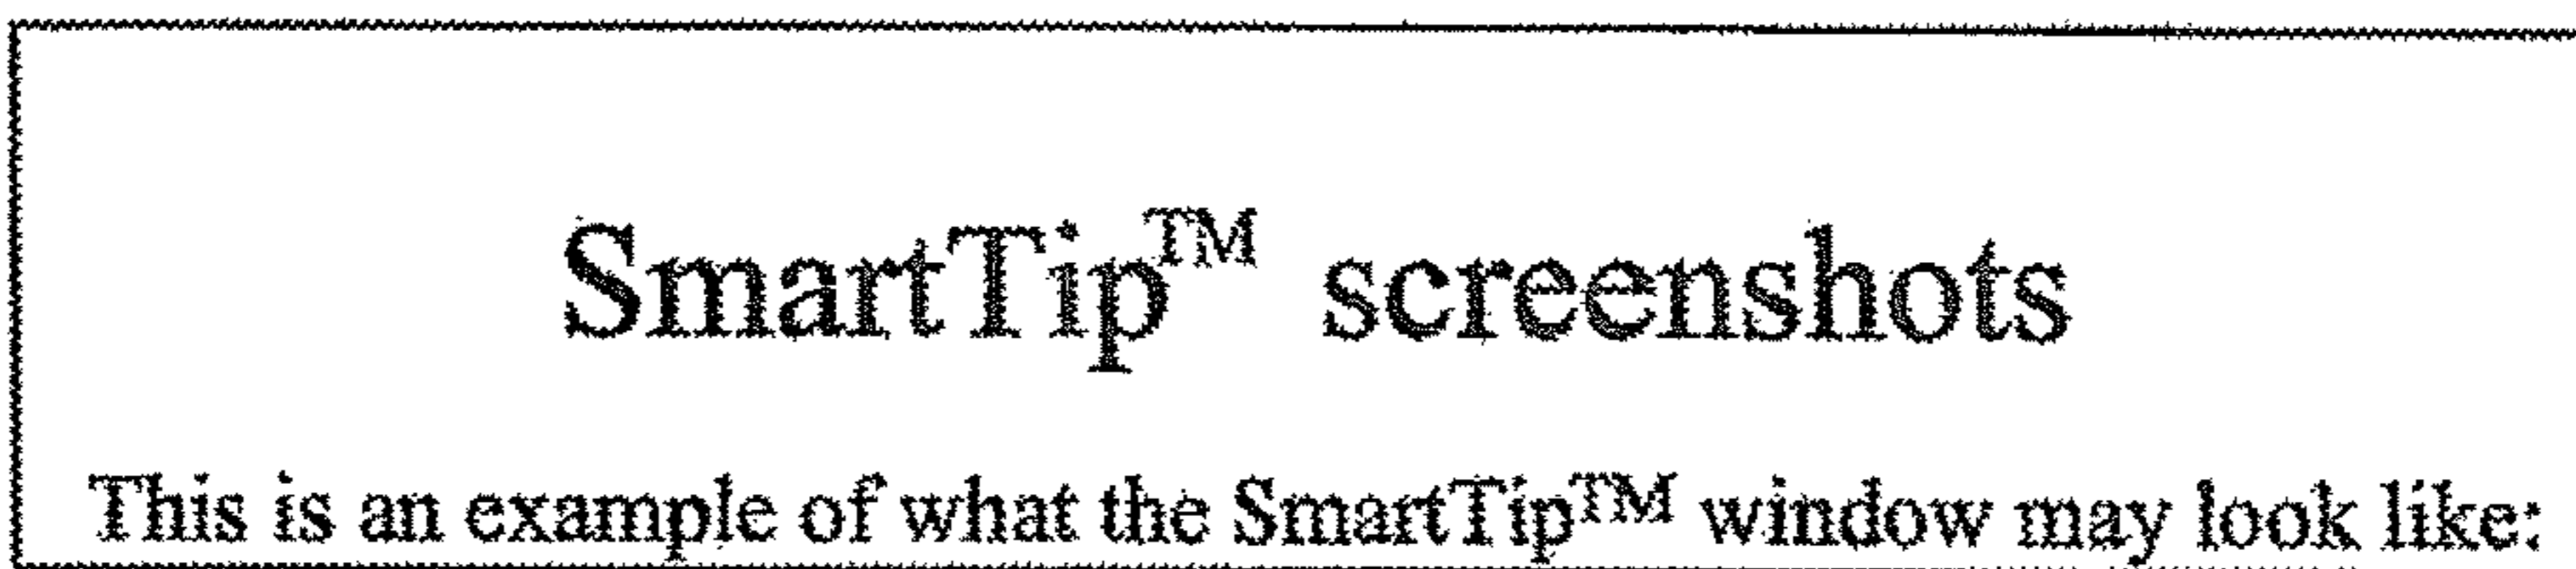 SmartTip™ screenshots
This is an example of what the SmartTip™ window may look like: